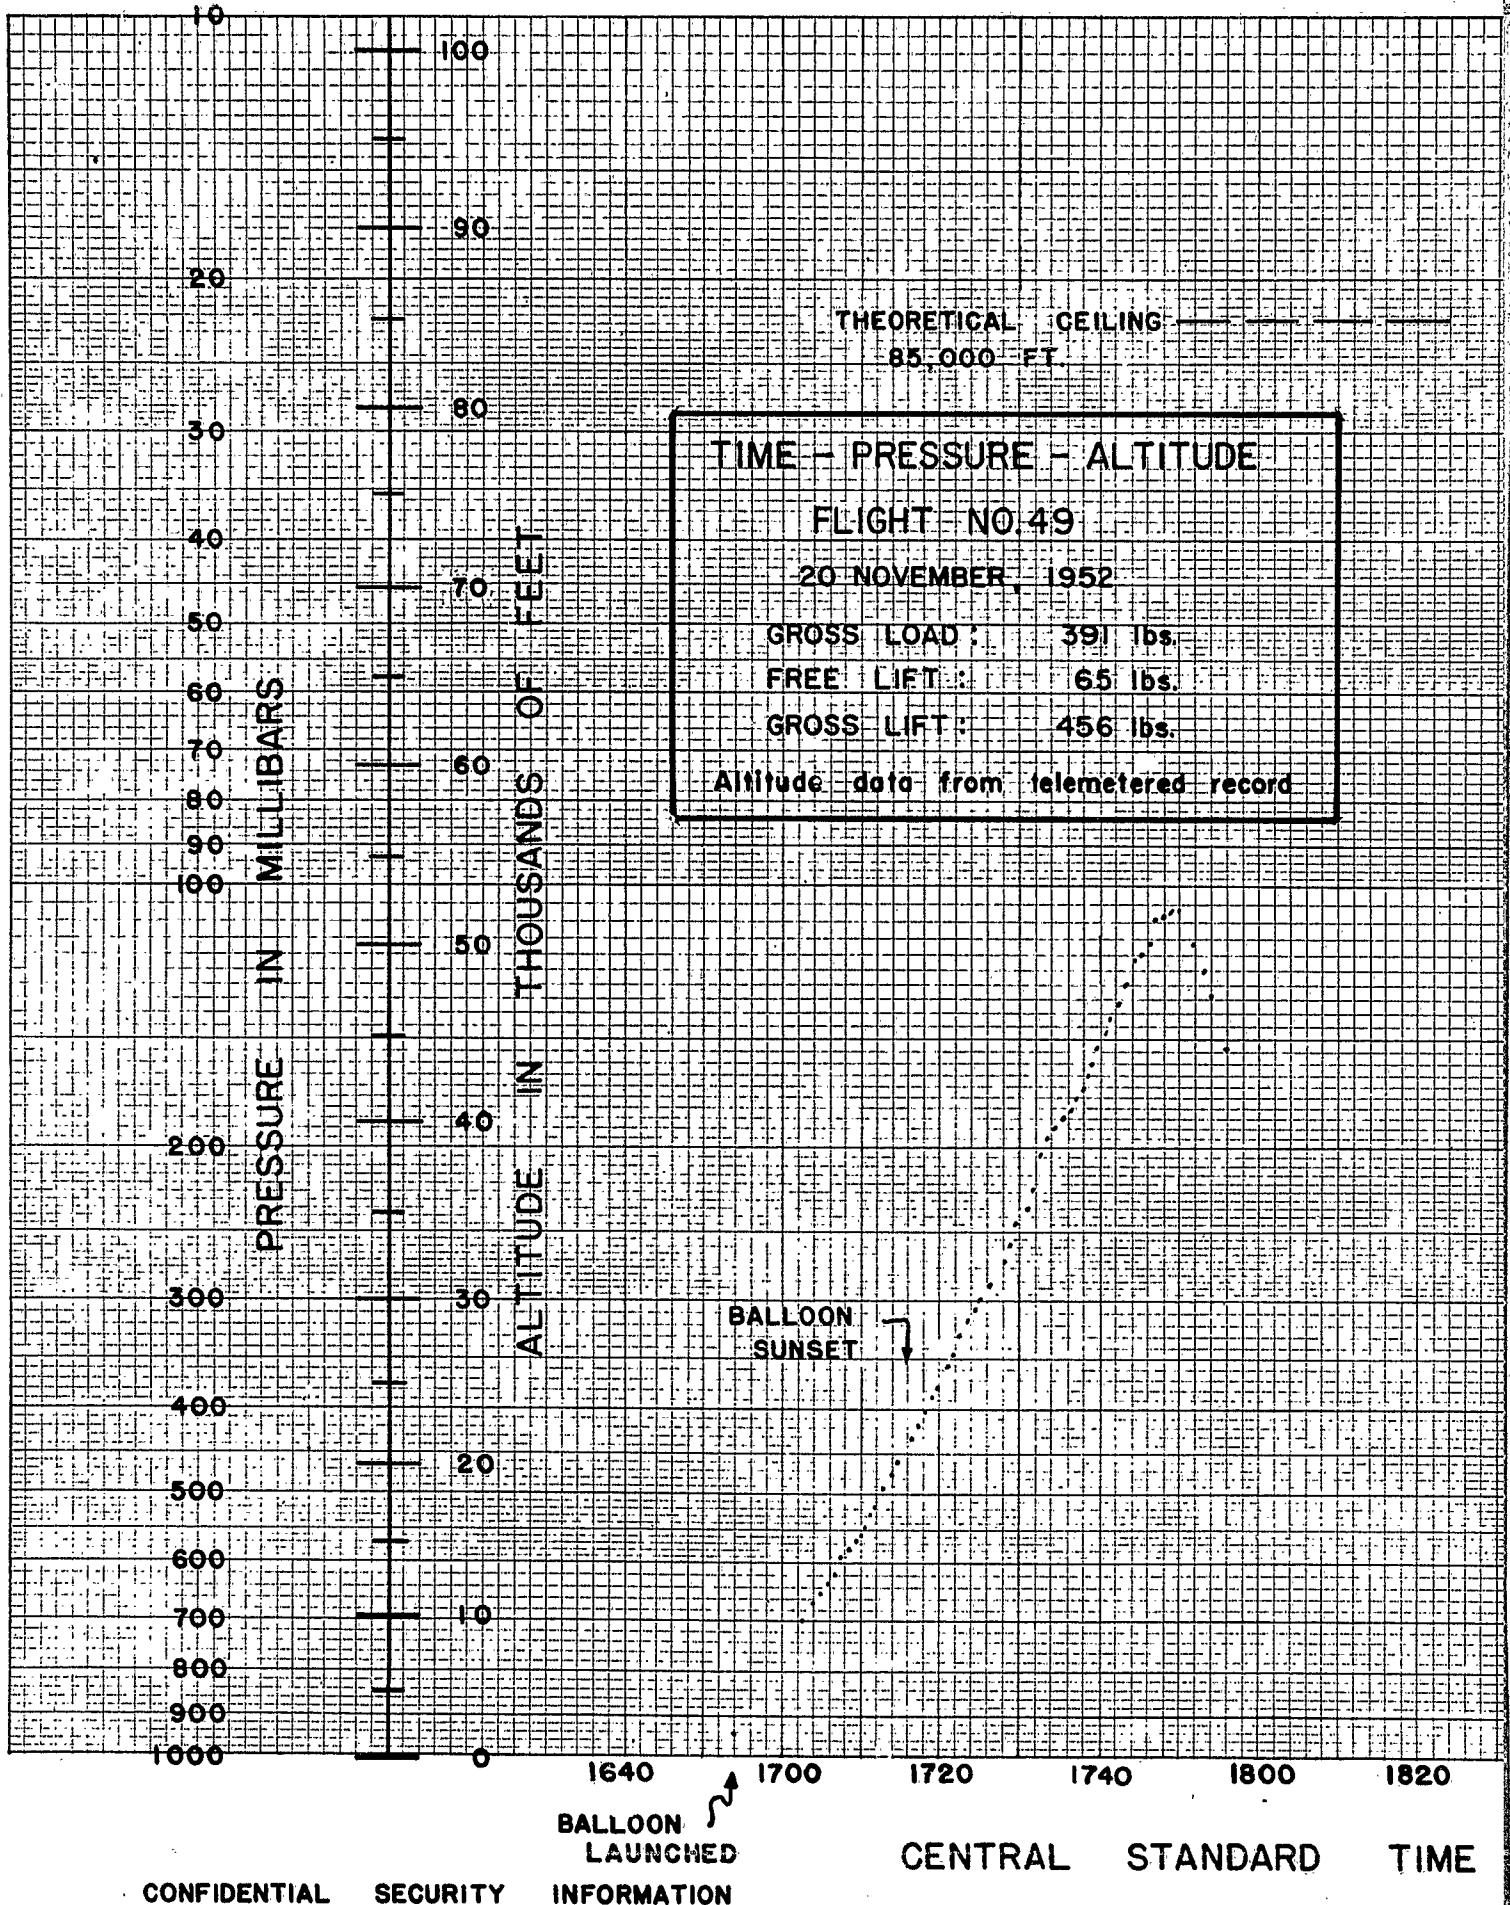 10
20
30
40
50
60
70
80
90
100
200
300
400
500
600
700
800
900
1000
PRESSURE IN MILLIBARS
100
90
80
70
60
50
40
30
20
10
0
ALTITUDE IN THOUSANDS OF FEET
THEORETICAL CEILING
85,000 FT.
TIME - PRESSURE - ALTITUDE
FLIGHT NO. 49
20 NOVEMBER, 1952
GROSS LOAD: 391 lbs.
FREE LIFT: 65 lbs.
GROSS LIFT: 456 lbs.
Altitude data from telemetered record
BALLOON
SUNSET
1640 1700 1720 1740 1800 1820
BALLOON
LAUNCHED
CENTRAL STANDARD TIME
CONFIDENTIAL SECURITY INFORMATION